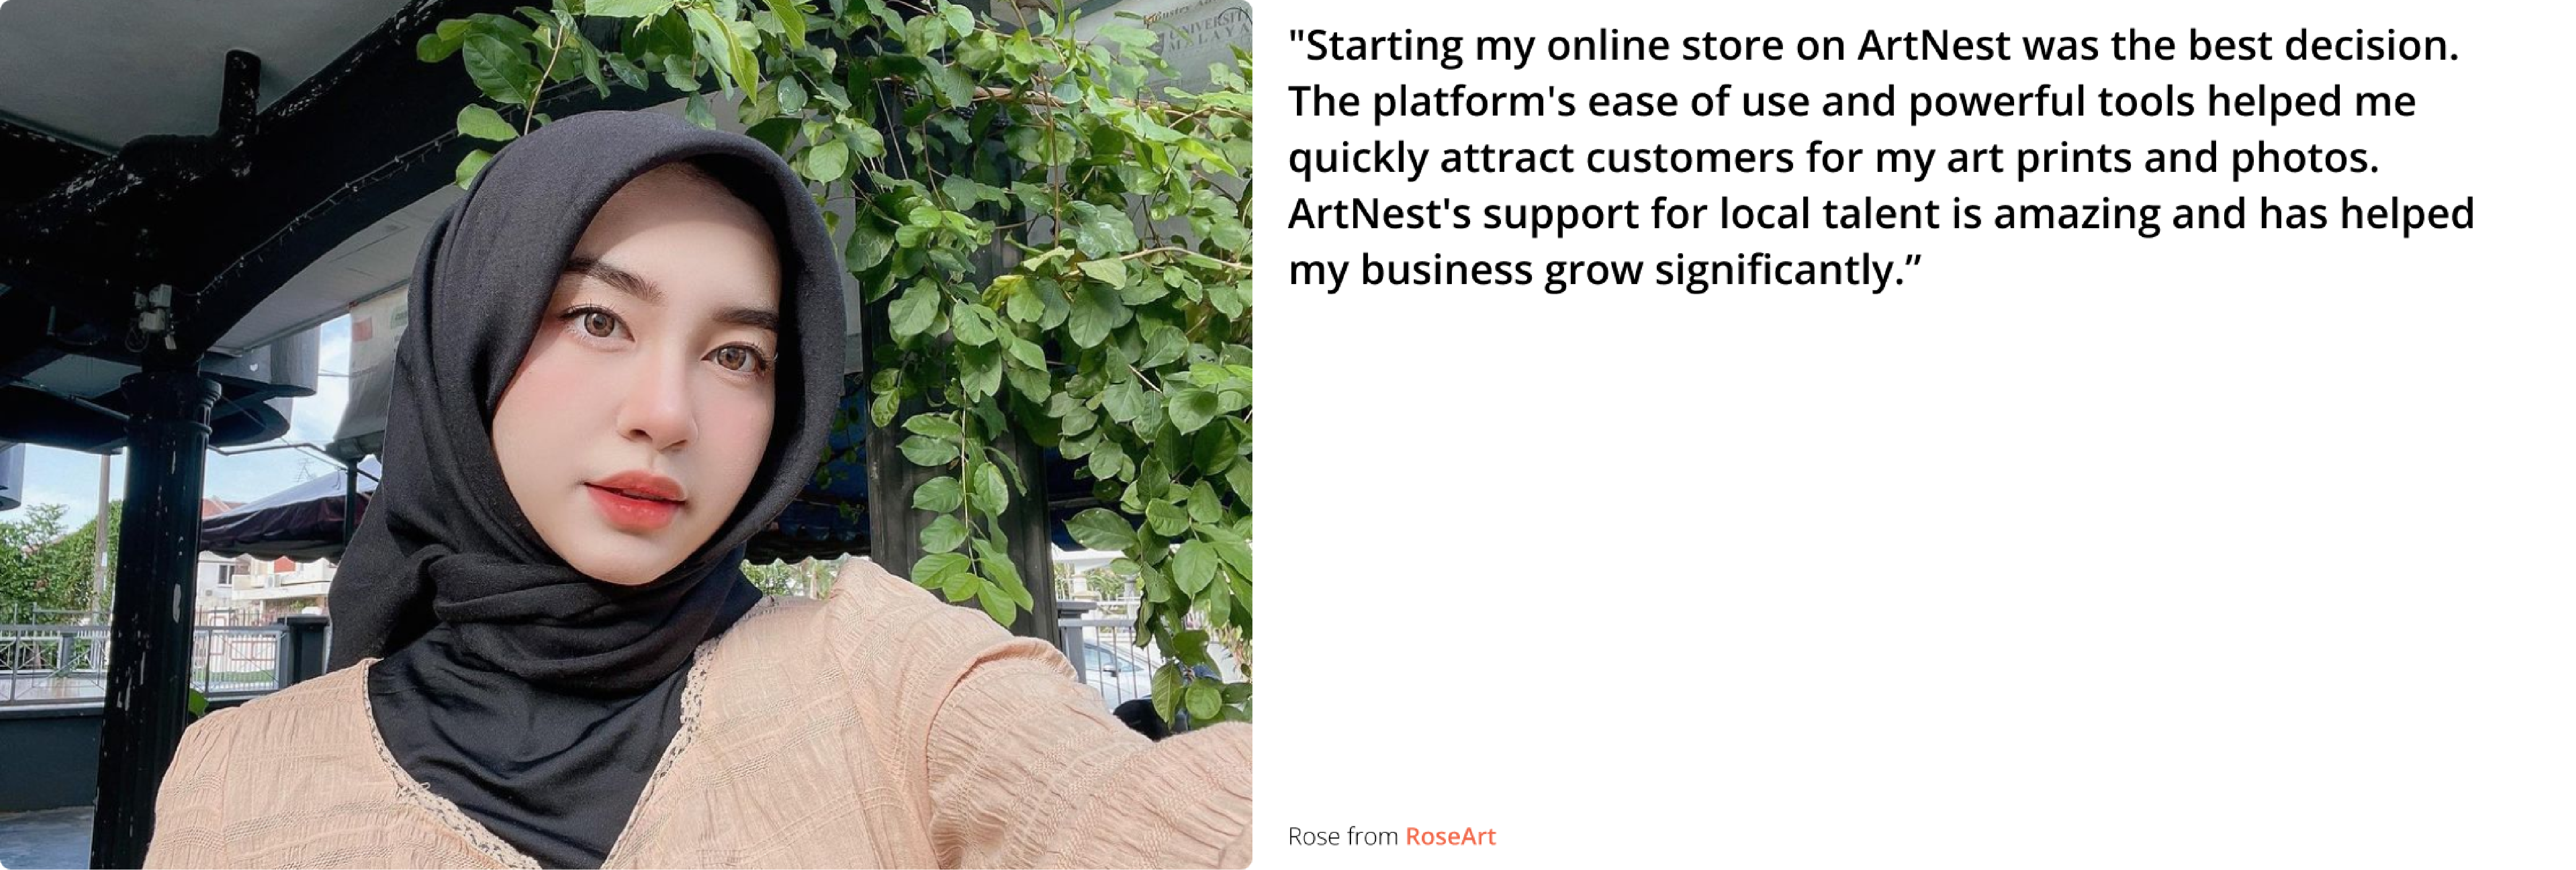 UNIVERSITI
MALAYA
"Starting my online store on ArtNest was the best decision.
The platform's ease of use and powerful tools helped me
quickly attract customers for my art prints and photos.
ArtNest's support for local talent is amazing and has helped
my business grow significantly.”
Rose from RoseArt